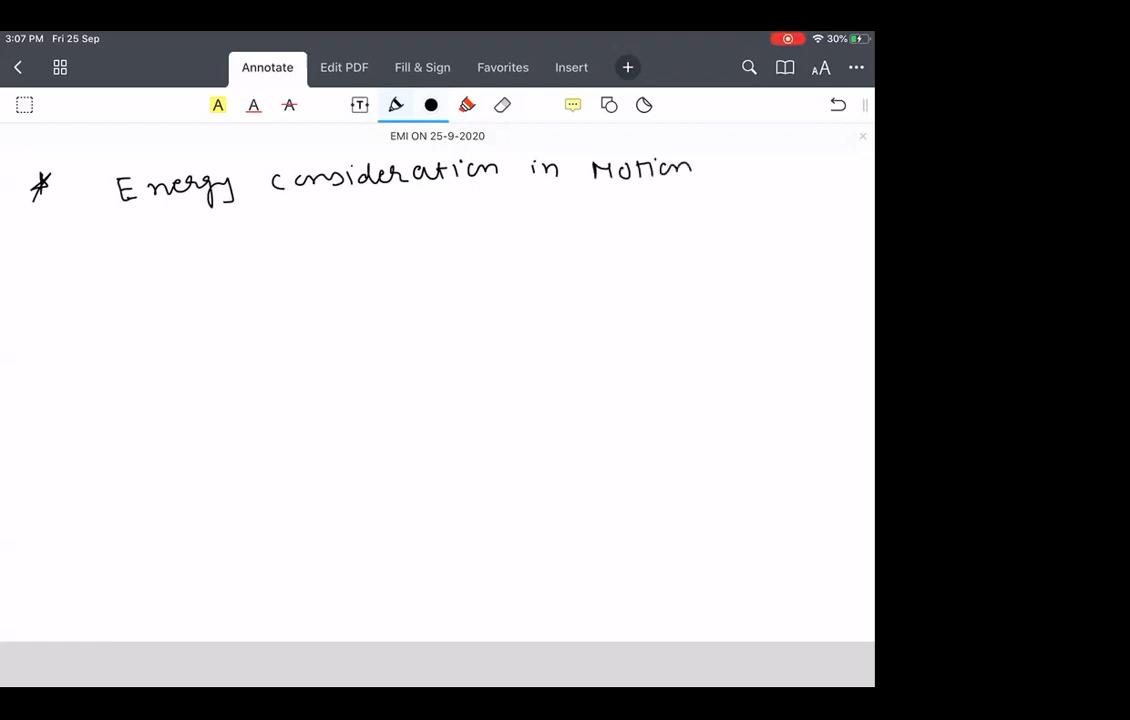 3:07 PM Fri 25 Sep 30%
Annotate Edit PDF Fill & Sign Favorites Insert + AA
A A A T
EMI ON 25-9-2020
* Energy consideration in Motion